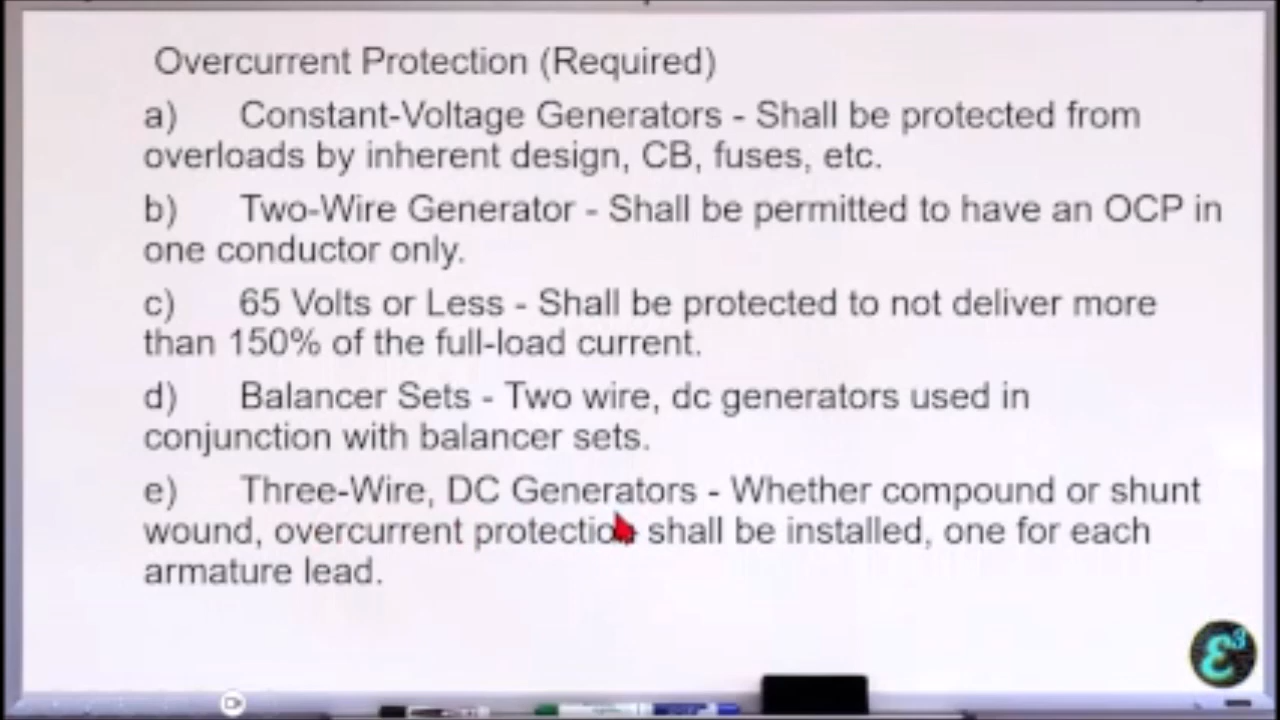 Overcurrent Protection (Required)
a) Constant-Voltage Generators - Shall be protected from
overloads by inherent design, CB, fuses, etc.
b) Two-Wire Generator - Shall be permitted to have an OCP in
one conductor only.
c) 65 Volts or Less - Shall be protected to not deliver more
than 150% of the full-load current.
d) Balancer Sets - Two wire, dc generators used in
conjunction with balancer sets.
e) Three-Wire, DC Generators - Whether compound or shunt
wound, overcurrent protection shall be installed, one for each
armature lead.
ε3